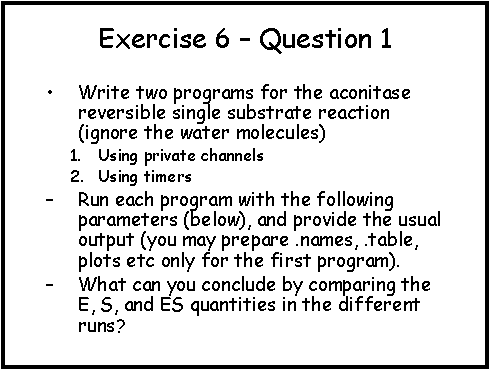 Exercise 6 – Question 1
• Write two programs for the aconitase
reversible single substrate reaction
(ignore the water molecules)
1. Using private channels
2. Using timers
– Run each program with the following
parameters (below), and provide the usual
output (you may prepare .names, .table,
plots etc only for the first program).
– What can you conclude by comparing the
E, S, and ES quantities in the different
runs?